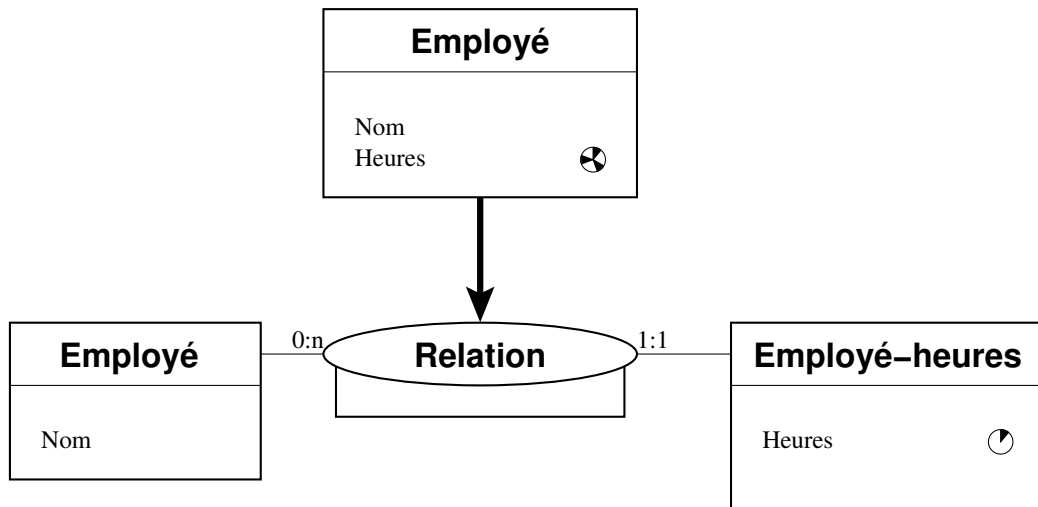 Employé
Nom
Heures
0:n
Relation
1:1
Employé
Nom
Employé–heures
Heures